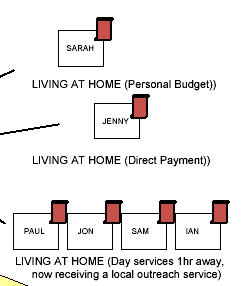 SARAH
LIVING AT HOME (Personal Budget))
JENNY
LIVING AT HOME (Direct Payment))
PAUL JON SAM IAN
LIVING AT HOME (Day services 1hr away,
now receiving a local outreach service)